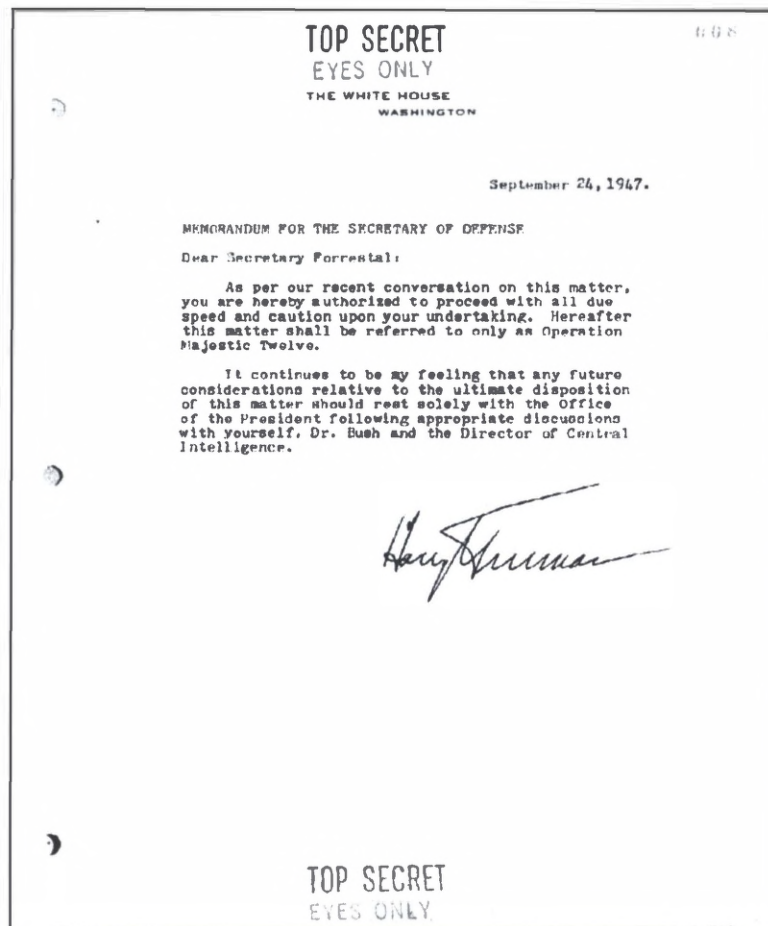 TOP SECRET
EYES ONLY
THE WHITE HOUSE
WASHINGTON
September 24, 1947.
MEMORANDUM FOR THE SECRETARY OF DEFENSE
Dear Secretary Forrestal:
As per our recent conversation on this matter,
you are hereby authorized to proceed with all due
speed and caution upon your undertaking. Hereafter
this matter shall be referred to only as Operation
Majestic Twelve.
It continues to be my feeling that any future
considerations relative to the ultimate disposition
of this matter should rest solely with the Office
of the President following appropriate discussions
with yourself, Dr. Bush and the Director of Central
Intelligence.
Harry Truman
TOP SECRET
EYES ONLY